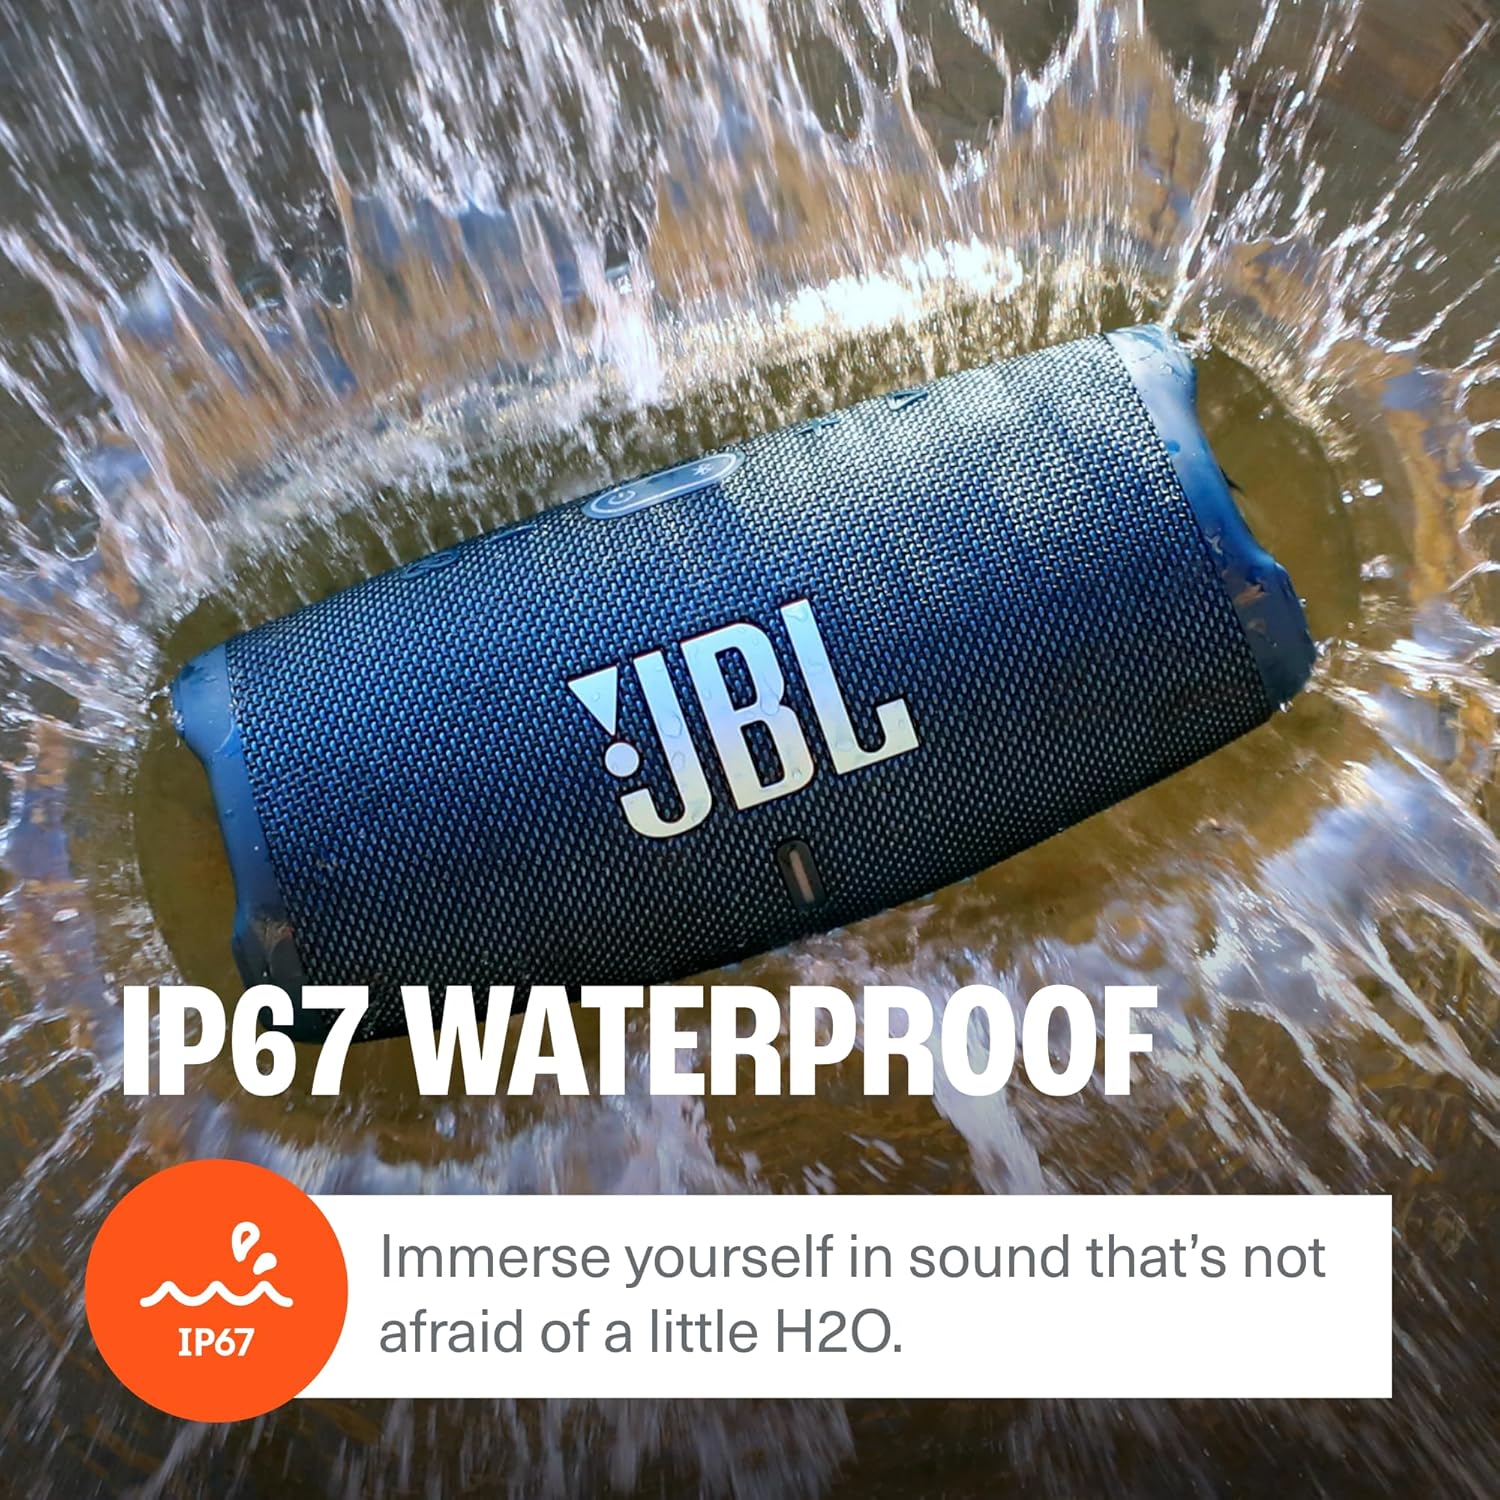 JBL
IP67 WATERPROOF
Immerse yourself in sound that’s not
afraid of a little H2O.
IP67